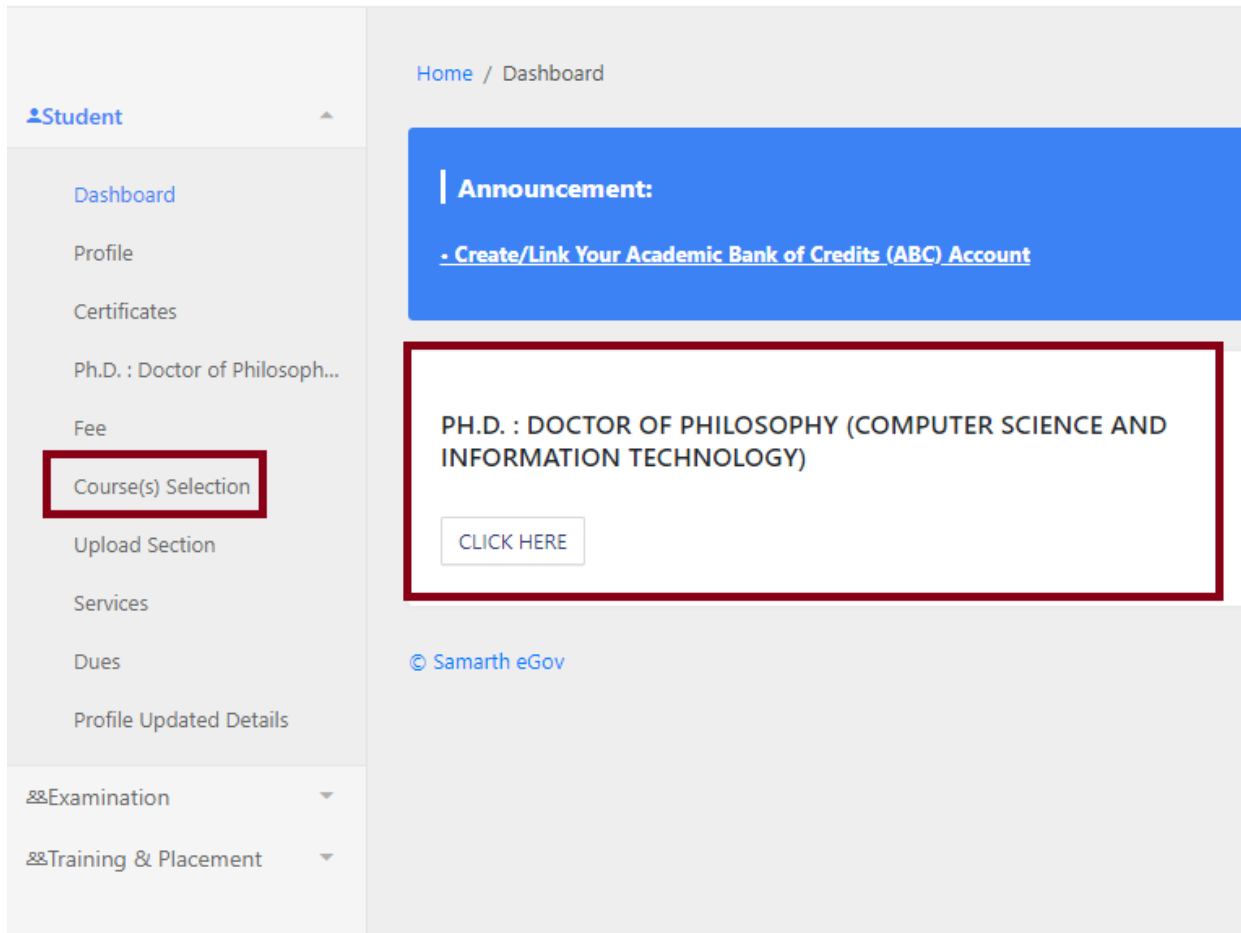 Student
Dashboard
Profile
Certificates
Ph.D. : Doctor of Philosoph...
Fee
Course(s) Selection
Upload Section
Services
Dues
Profile Updated Details
Examination
Training & Placement
Home / Dashboard
Announcement:
• Create/Link Your Academic Bank of Credits (ABC) Account
PH.D. : DOCTOR OF PHILOSOPHY (COMPUTER SCIENCE AND
INFORMATION TECHNOLOGY)
CLICK HERE
© Samarth eGov